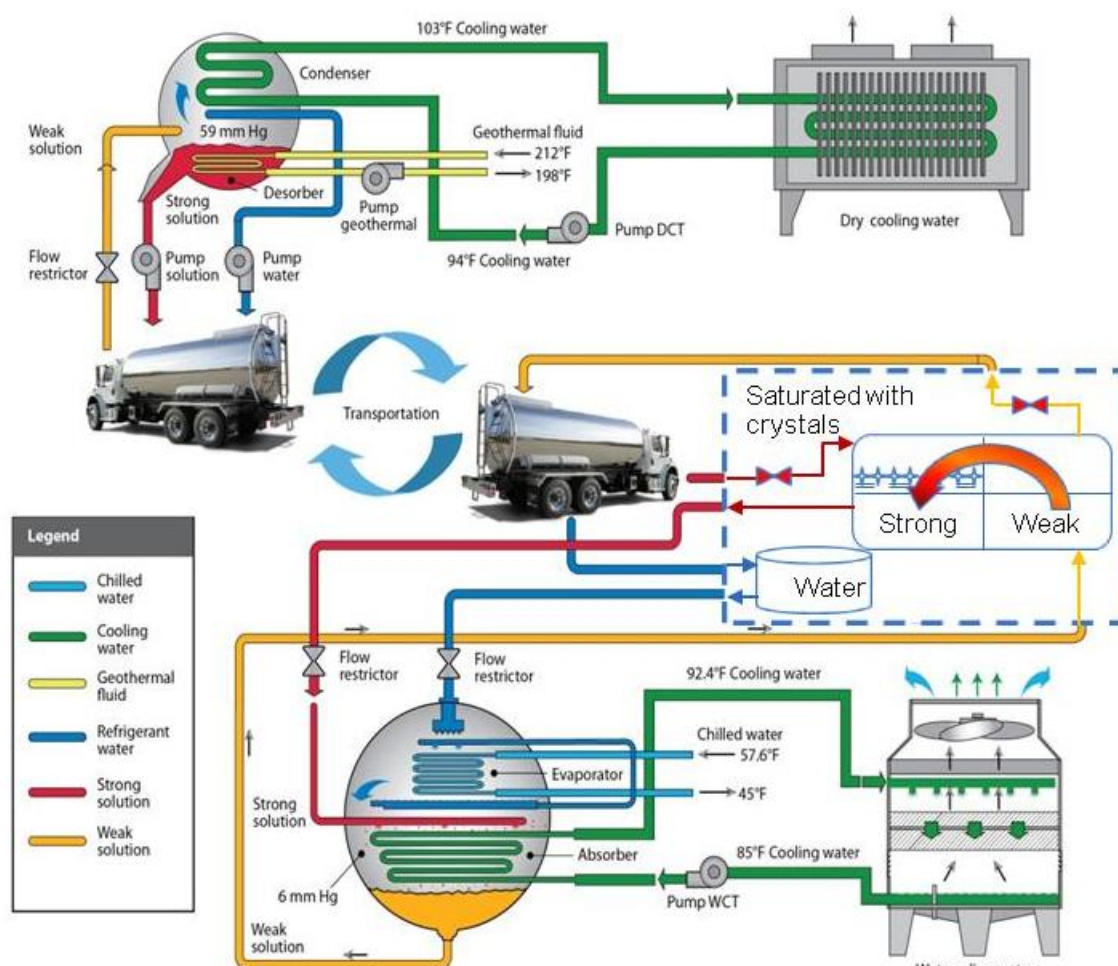 103°F Cooling water
Condenser
Weak
solution
59 mm Hg
Geothermal fluid
212°F
198°F
Desorber
Strong
solution
Pump
geothermal
Pump DCT
Dry cooling water
94°F Cooling water
Flow
restrictor
Pump
solution
Pump
water
Transportation
Saturated with
crystals
Strong
Weak
Water
Legend
Chilled
water
Cooling
water
Geothermal
fluid
Refrigerant
water
Strong
solution
Weak
solution
Flow
restrictor
Flow
restrictor
92.4°F Cooling water
Chilled water
57.6°F
Evaporator
45°F
Strong
solution
Absorber
85°F Cooling water
6 mm Hg
Pump WCT
Weak
solution